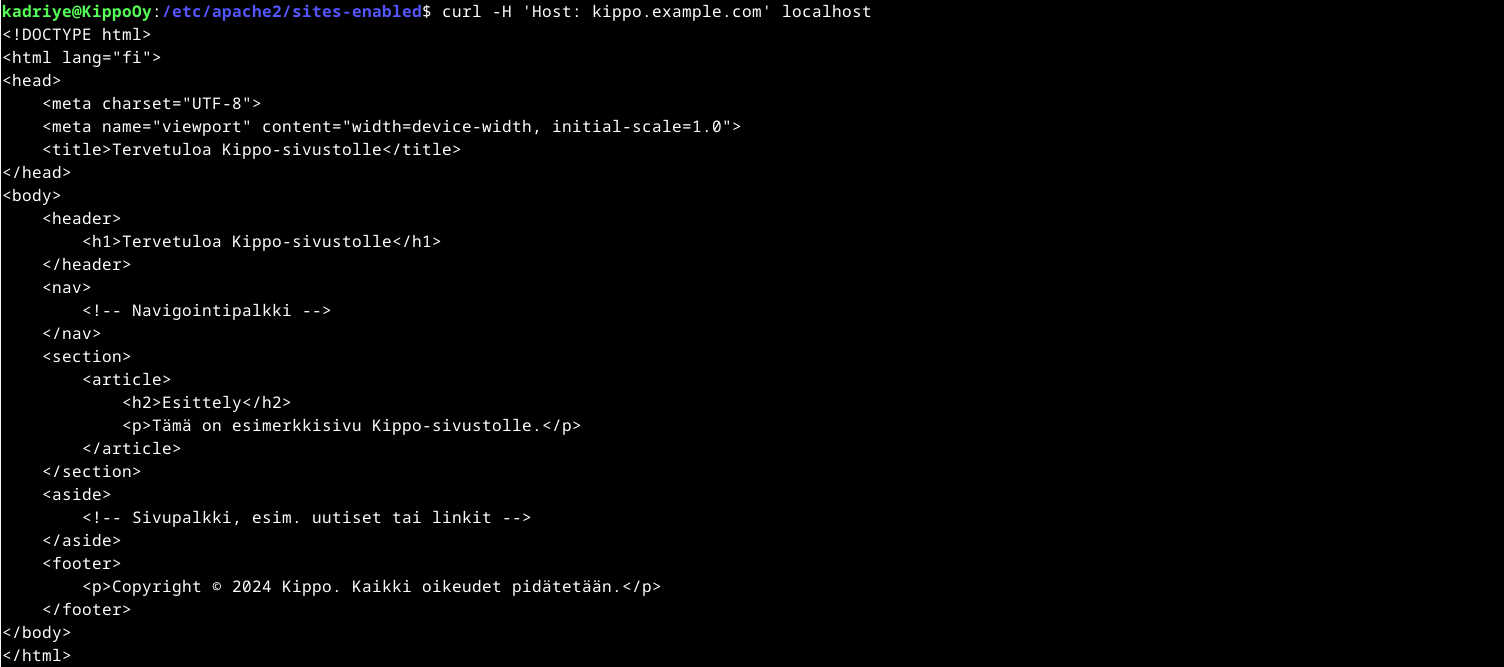 kadriye@KippoOy:/etc/apache2/sites-enabled$ curl -H 'Host: kippo.example.com' localhost
<!DOCTYPE html>
<html lang="fi">
<head>
    <meta charset="UTF-8">
    <meta name="viewport" content="width=device-width, initial-scale=1.0">
    <title>Tervetuloa Kippo-sivustolle</title>
</head>
<body>
    <header>
        <h1>Tervetuloa Kippo-sivustolle</h1>
    </header>
    <nav>
        <!-- Navigointipalkki -->
    </nav>
    <section>
        <article>
            <h2>Esittely</h2>
            <p>Tämä on esimerkkisivu Kippo-sivustolle.</p>
        </article>
    </section>
    <aside>
        <!-- Sivupalkki, esim. uutiset tai linkit -->
    </aside>
    <footer>
        <p>Copyright © 2024 Kippo. Kaikki oikeudet pidätetään.</p>
    </footer>
</body>
</html>